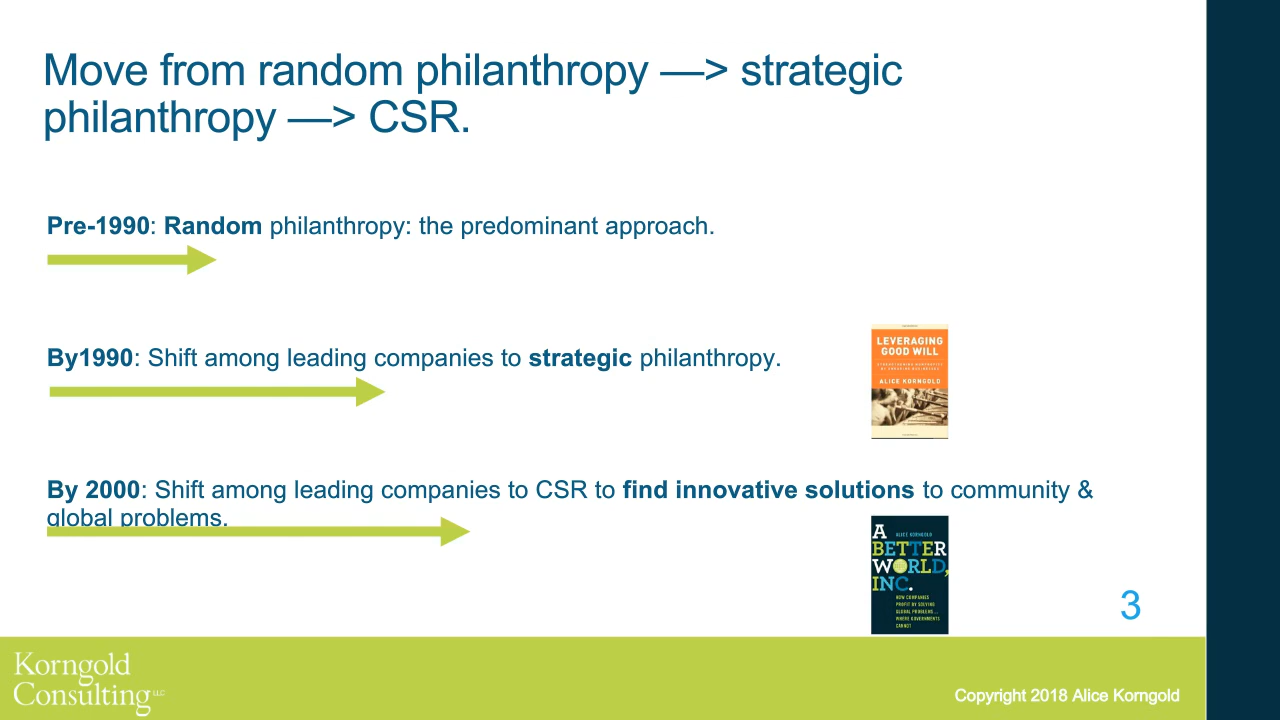 Move from random philanthropy —> strategic
philanthropy —> CSR.
Pre-1990: Random philanthropy: the predominant approach.
By1990: Shift among leading companies to strategic philanthropy.
LEVERAGING
GOOD WILL
ALICE KORNGOLD
By 2000: Shift among leading companies to CSR to find innovative solutions to community &
global problems.
A
ALICE KORNGOLD
BETTER
WORLD,
INC.
HOW COMPANIES
PROFIT BY SOLVING
GLOBAL PROBLEMS...
WHERE GOVERNMENTS
CANNOT
3
Korngold
Consulting LLC
Copyright 2018 Alice Korngold